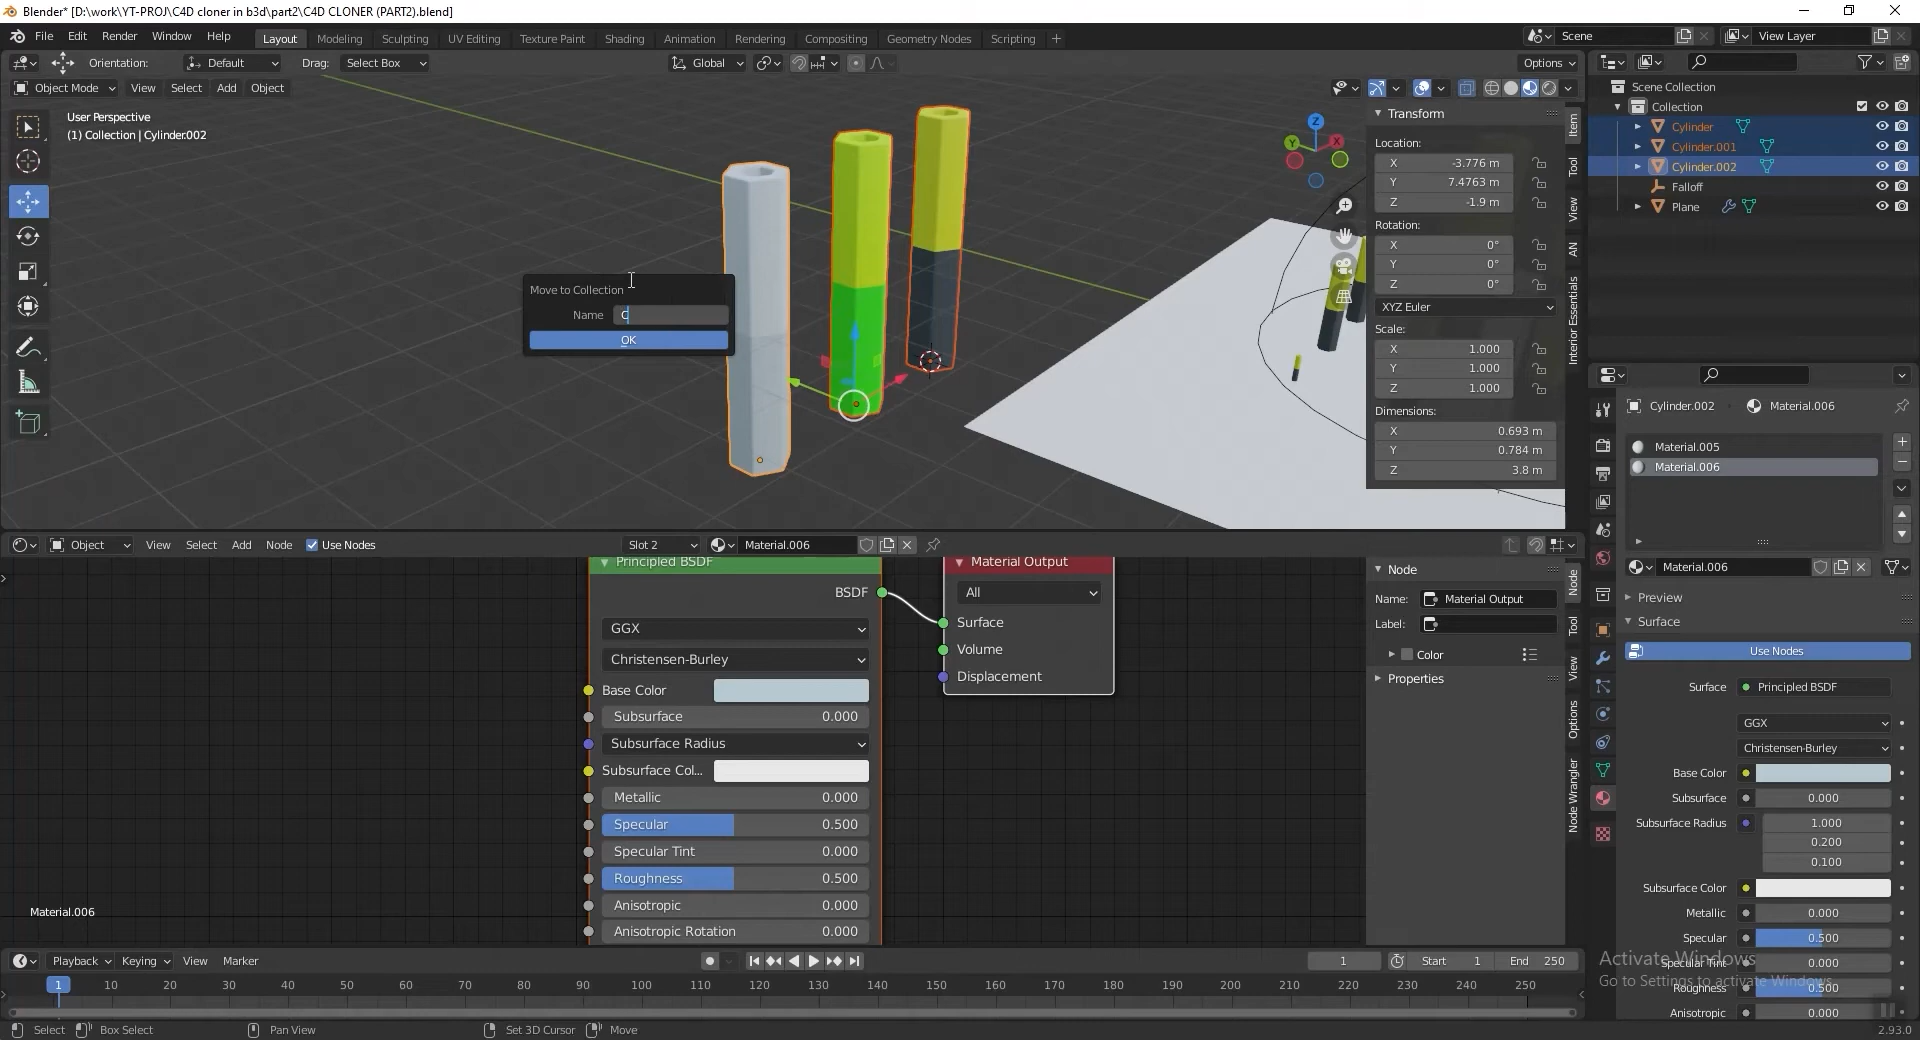 Blender* [D:\work\YT-PROJ\C4D cloner in b3d\part2\C4D CLONER (PART2).blend]
File Edit Render Window Help Layout Modeling Sculpting UV Editing Texture Paint Shading Animation Rendering Compositing Geometry Nodes Scripting + Scene View Layer
Orientation: Default Drag: Select Box Global Options
Object Mode View Select Add Object
User Perspective
(1) Collection | Cylinder.002
Move to Collection
Name C
OK
Transform
Location:
X -3.776 m
Y 7.4763 m
Z -1.9 m
Rotation:
X 0°
Y 0°
Z 0°
XYZ Euler
Scale:
X 1.000
Y 1.000
Z 1.000
Dimensions:
X 0.693 m
Y 0.784 m
Z 3.8 m
Item
Tool
View
AN
Interior Essentials
Z
Y
X
Scene Collection
Collection
Cylinder
Cylinder.001
Cylinder.002
Falloff
Plane
Cylinder.002 Material.006
Material.005
Material.006
Material.006
Preview
Surface
Use Nodes
Surface Principled BSDF
GGX
Christensen-Burley
Base Color
Subsurface 0.000
Subsurface Radius 1.000
0.200
0.100
Subsurface Color
Metallic 0.000
Specular 0.500
Specular Tint 0.000
Roughness 0.500
Anisotropic 0.000
Activate Windows
Go to Settings to activate Windows.
Object View Select Add Node Use Nodes Slot 2 Material.006
Principled BSDF
BSDF
GGX
Christensen-Burley
Base Color
Subsurface 0.000
Subsurface Radius
Subsurface Col...
Metallic 0.000
Specular 0.500
Specular Tint 0.000
Roughness 0.500
Anisotropic 0.000
Anisotropic Rotation 0.000
Material Output
All
Surface
Volume
Displacement
Node
Name: Material Output
Label:
Color
Properties
Node
Tool
View
Options
Node Wrangler
Material.006
Playback Keying View Marker 1 Start 1 End 250
1 10 20 30 40 50 60 70 80 90 100 110 120 130 140 150 160 170 180 190 200 210 220 230 240 250
Select Box Select Pan View Set 3D Cursor Move 2.93.0